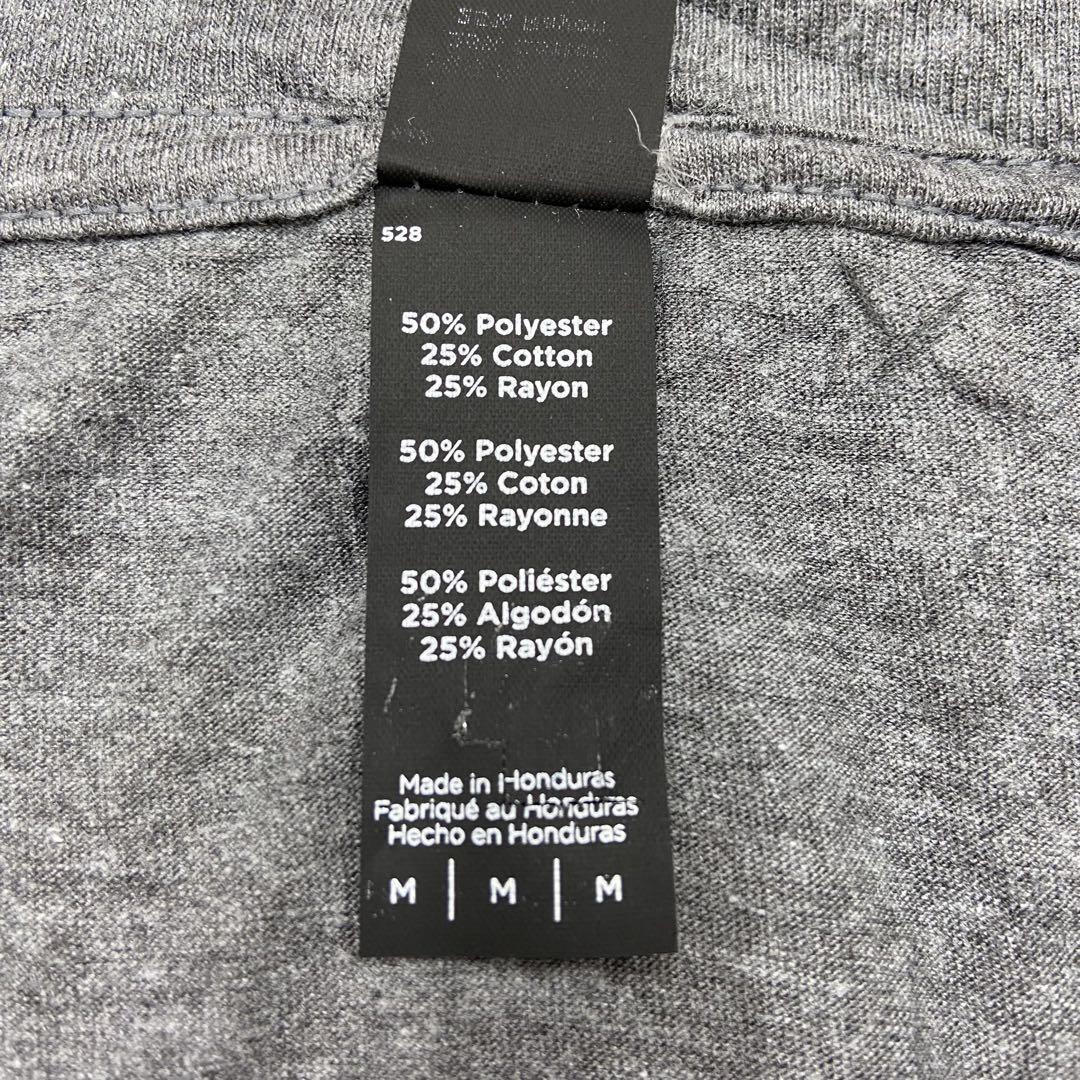 528
50% Polyester
25% Cotton
25% Rayon
50% Polyester
25% Coton
25% Rayonne
50% Poliéster
25% Algodón
25% Rayón
Made in Honduras
Fabriqué au Honduras
Hecho en Honduras
M | M | M